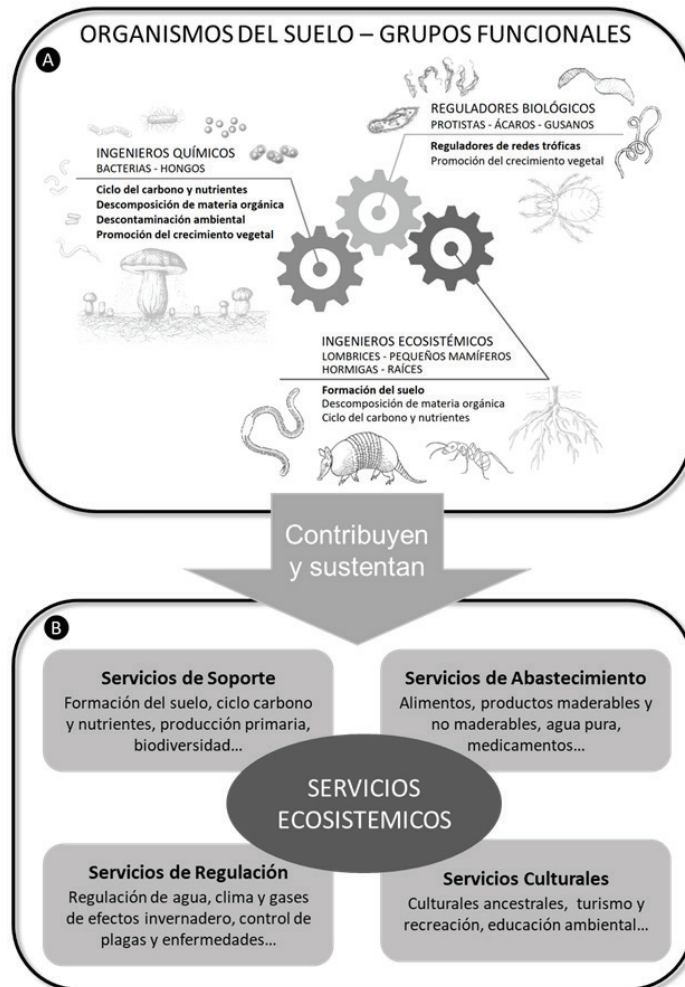 ORGANISMOS DEL SUELO – GRUPOS FUNCIONALES
A
REGULADORES BIOLÓGICOS
PROTISTAS - ÁCAROS - GUSANOS
Reguladores de redes tróficas
Promoción del crecimiento vegetal
INGENIEROS QUÍMICOS
BACTERIAS - HONGOS
Ciclo del carbono y nutrientes
Descomposición de materia orgánica
Descontaminación ambiental
Promoción del crecimiento vegetal
INGENIEROS ECOSISTÉMICOS
LOMBRICES - PEQUEÑOS MAMÍFEROS
HORMIGAS - RAÍCES
Formación del suelo
Descomposición de materia orgánica
Ciclo del carbono y nutrientes
Contribuyen
y sustentan
B
Servicios de Soporte
Formación del suelo, ciclo carbono
y nutrientes, producción primaria,
biodiversidad...
Servicios de Abastecimiento
Alimentos, productos maderables y
no maderables, agua pura,
medicamentos...
SERVICIOS
ECOSISTEMICOS
Servicios de Regulación
Regulación de agua, clima y gases
de efectos invernadero, control de
plagas y enfermedades...
Servicios Culturales
Culturales ancestrales, turismo y
recreación, educación ambiental...